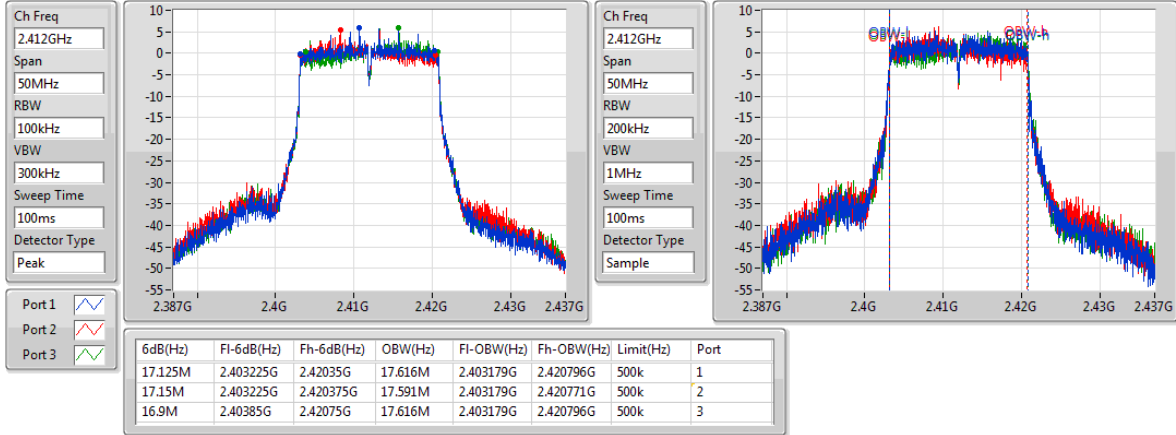 Ch Freq
2.412GHz
Span
50MHz
RBW
100kHz
VBW
300kHz
Sweep Time
100ms
Detector Type
Peak
10
5
0
-5
-10
-15
-20
-25
-30
-35
-40
-45
-50
-55
2.387G 2.4G 2.41G 2.42G 2.43G 2.437G
Ch Freq
2.412GHz
Span
50MHz
RBW
200kHz
VBW
1MHz
Sweep Time
100ms
Detector Type
Sample
10
5
0
-5
-10
-15
-20
-25
-30
-35
-40
-45
-50
-55
OBW-l OBW-h
2.387G 2.4G 2.41G 2.42G 2.43G 2.437G
Port 1
Port 2
Port 3
6dB(Hz) Fl-6dB(Hz) Fh-6dB(Hz) OBW(Hz) Fl-OBW(Hz) Fh-OBW(Hz) Limit(Hz) Port
17.125M 2.403225G 2.42035G 17.616M 2.403179G 2.420796G 500k 1
17.15M 2.403225G 2.420375G 17.591M 2.403179G 2.420771G 500k 2
16.9M 2.40385G 2.42075G 17.616M 2.403179G 2.420796G 500k 3